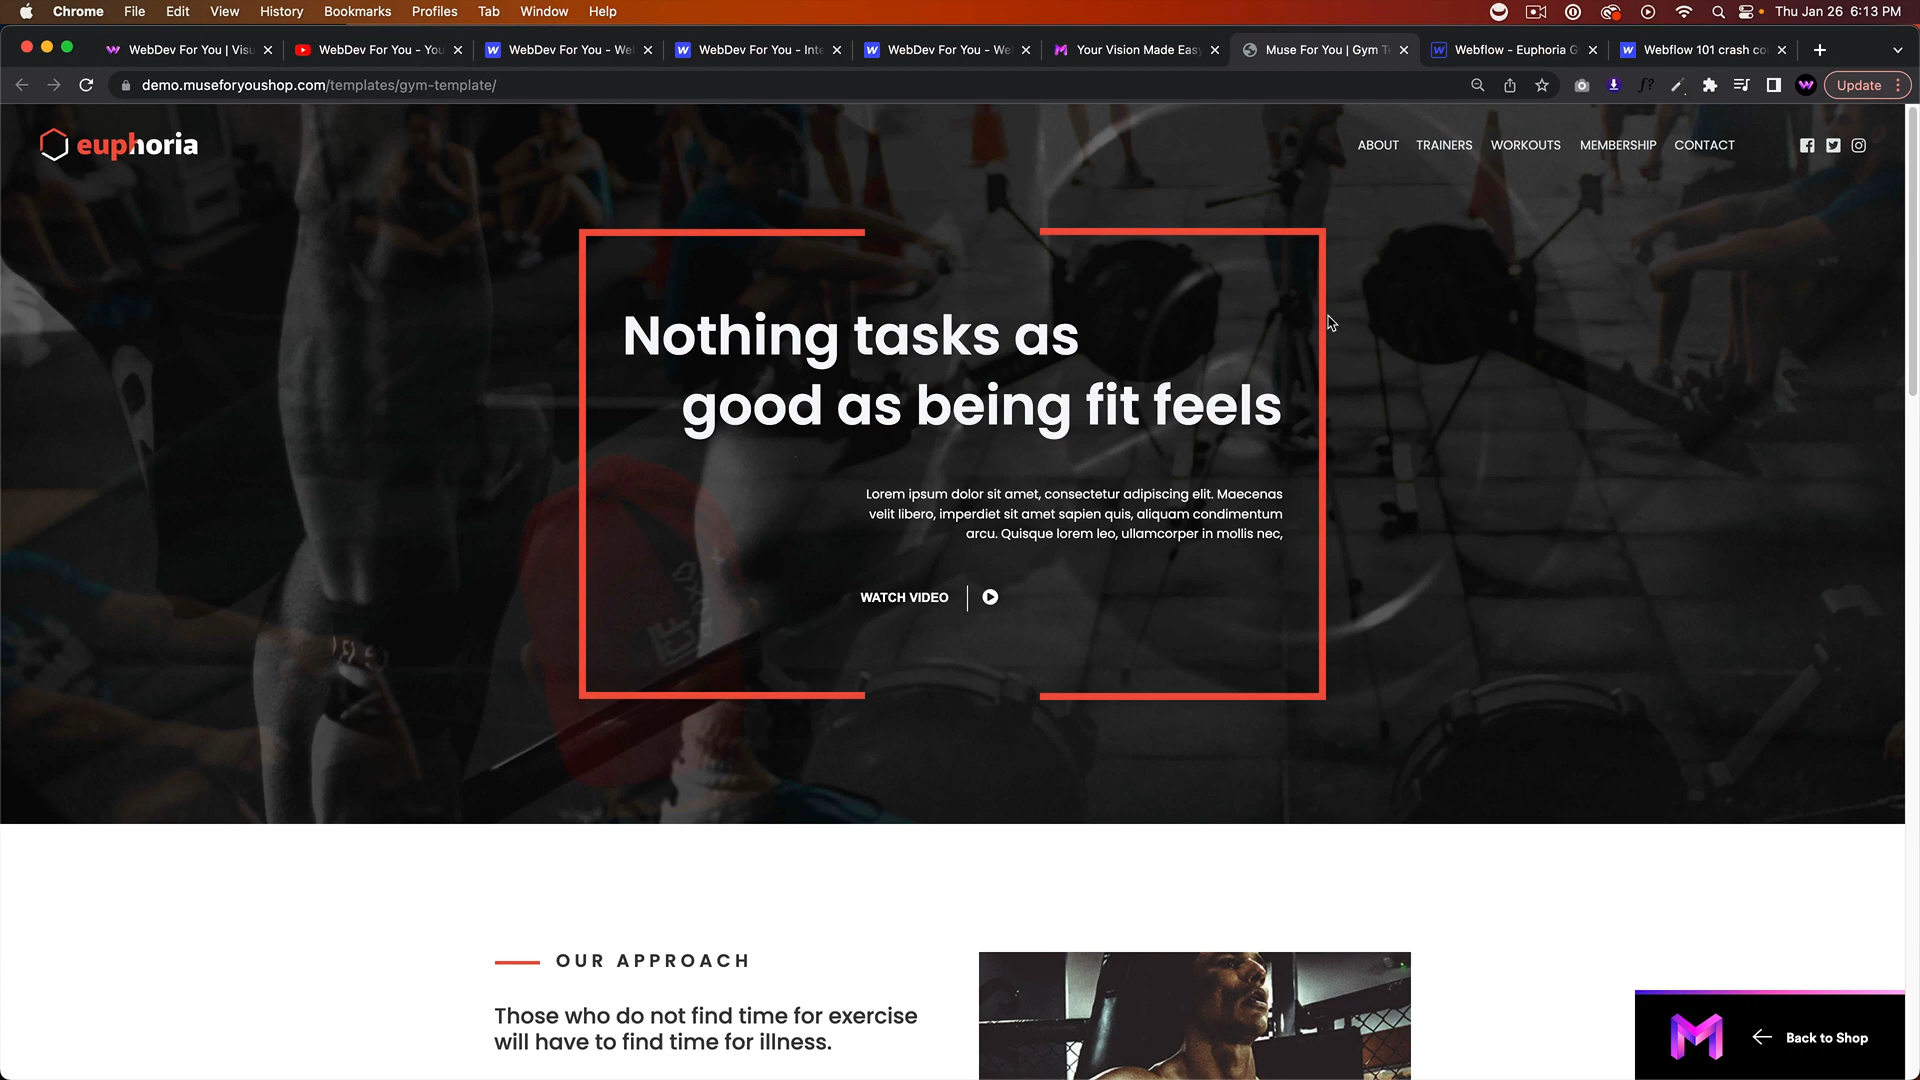 Chrome File Edit View History Bookmarks Profiles Tab Window Help
Thu Jan 26 6:13 PM
WebDev For You | Vis
WebDev For You - You
WebDev For You - We
WebDev For You - Inte
WebDev For You - We
Your Vision Made Easy
Muse For You | Gym Te
Webflow - Euphoria G
Webflow 101 crash co
demo.museforyoushop.com/templates/gym-template/
Update
euphoria
ABOUT TRAINERS WORKOUTS MEMBERSHIP CONTACT
Nothing tasks as
good as being fit feels
Lorem ipsum dolor sit amet, consectetur adipiscing elit. Maecenas
velit libero, imperdiet sit amet sapien quis, aliquam condimentum
arcu. Quisque lorem leo, ullamcorper in mollis nec,
WATCH VIDEO
OUR APPROACH
Those who do not find time for exercise
will have to find time for illness.
Back to Shop